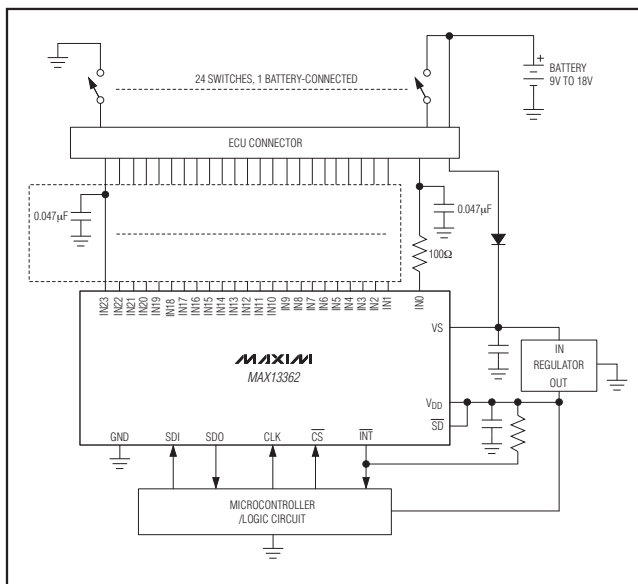 24 SWITCHES, 1 BATTERY-CONNECTED
+
BATTERY
9V TO 18V
ECU CONNECTOR
0.047µF
0.047µF
100Ω
IN23
IN22
IN21
IN20
IN19
IN18
IN17
IN16
IN15
IN14
IN13
IN12
IN11
IN10
IN9
IN8
IN7
IN6
IN5
IN4
IN3
IN2
IN1
IN0
MAXIM
MAX13362
VS
IN
REGULATOR
OUT
VDD
SD
GND
SDI
SDO
CLK
CS
INT
MICROCONTROLLER
/LOGIC CIRCUIT